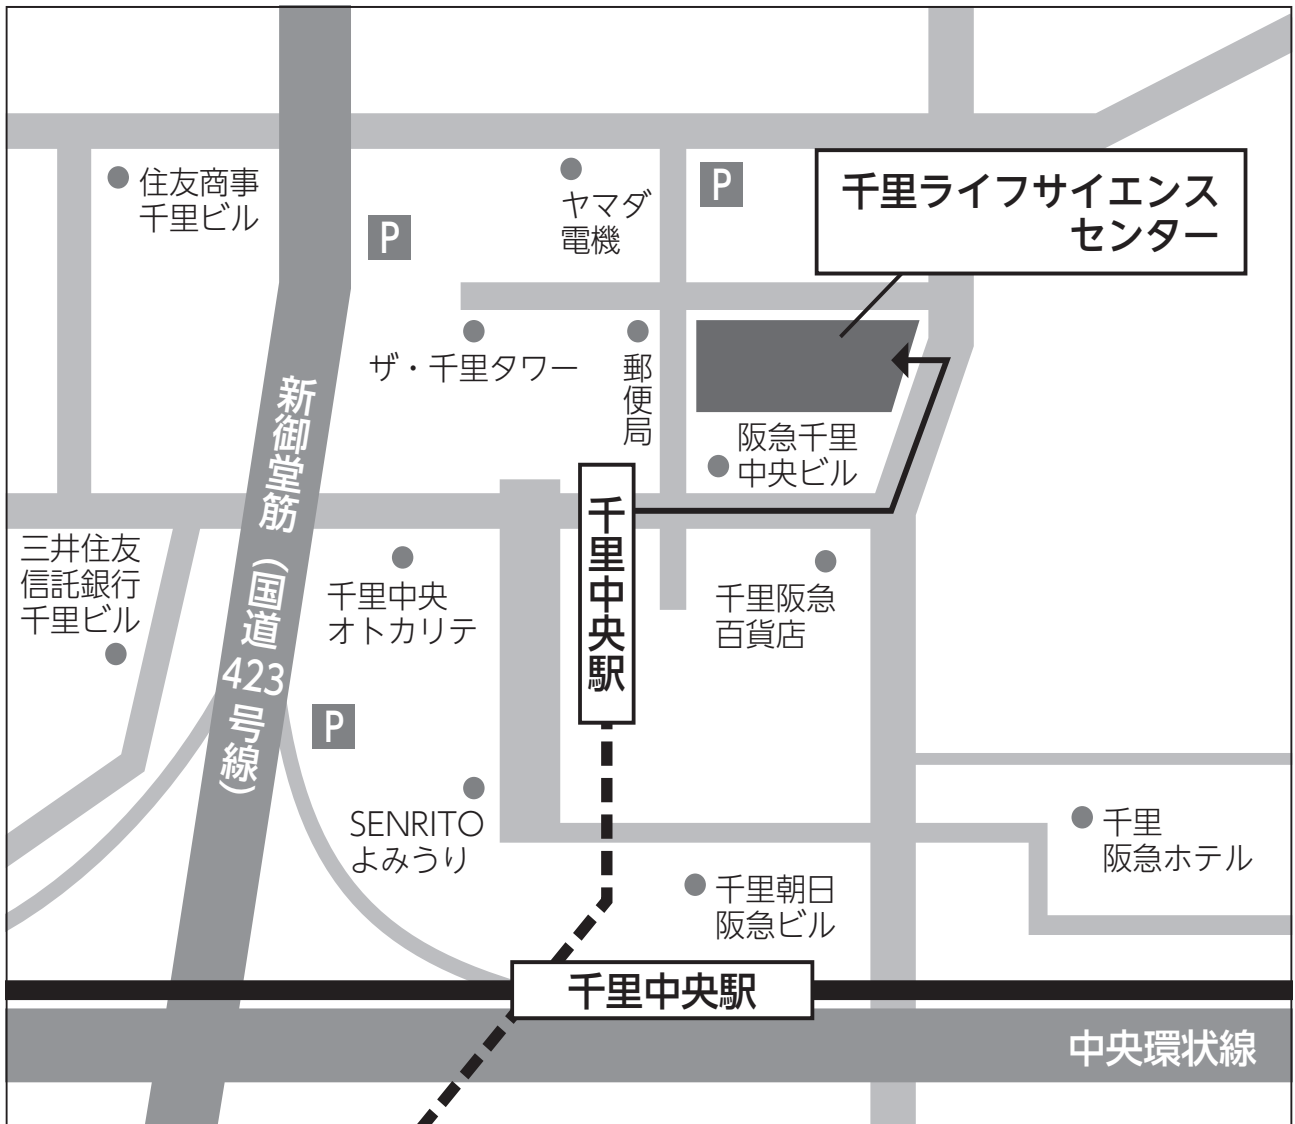 住友商事
千里ビル
P
ヤマダ
電機
P
千里ライフサイエンス
センター
ザ・千里タワー
郵便局
新御堂筋（国道423号線）
阪急千里
中央ビル
千里中央駅
三井住友
信託銀行
千里ビル
千里中央
オトカリテ
千里阪急
百貨店
P
SENRITO
よみうり
千里
阪急ホテル
千里朝日
阪急ビル
千里中央駅
中央環状線